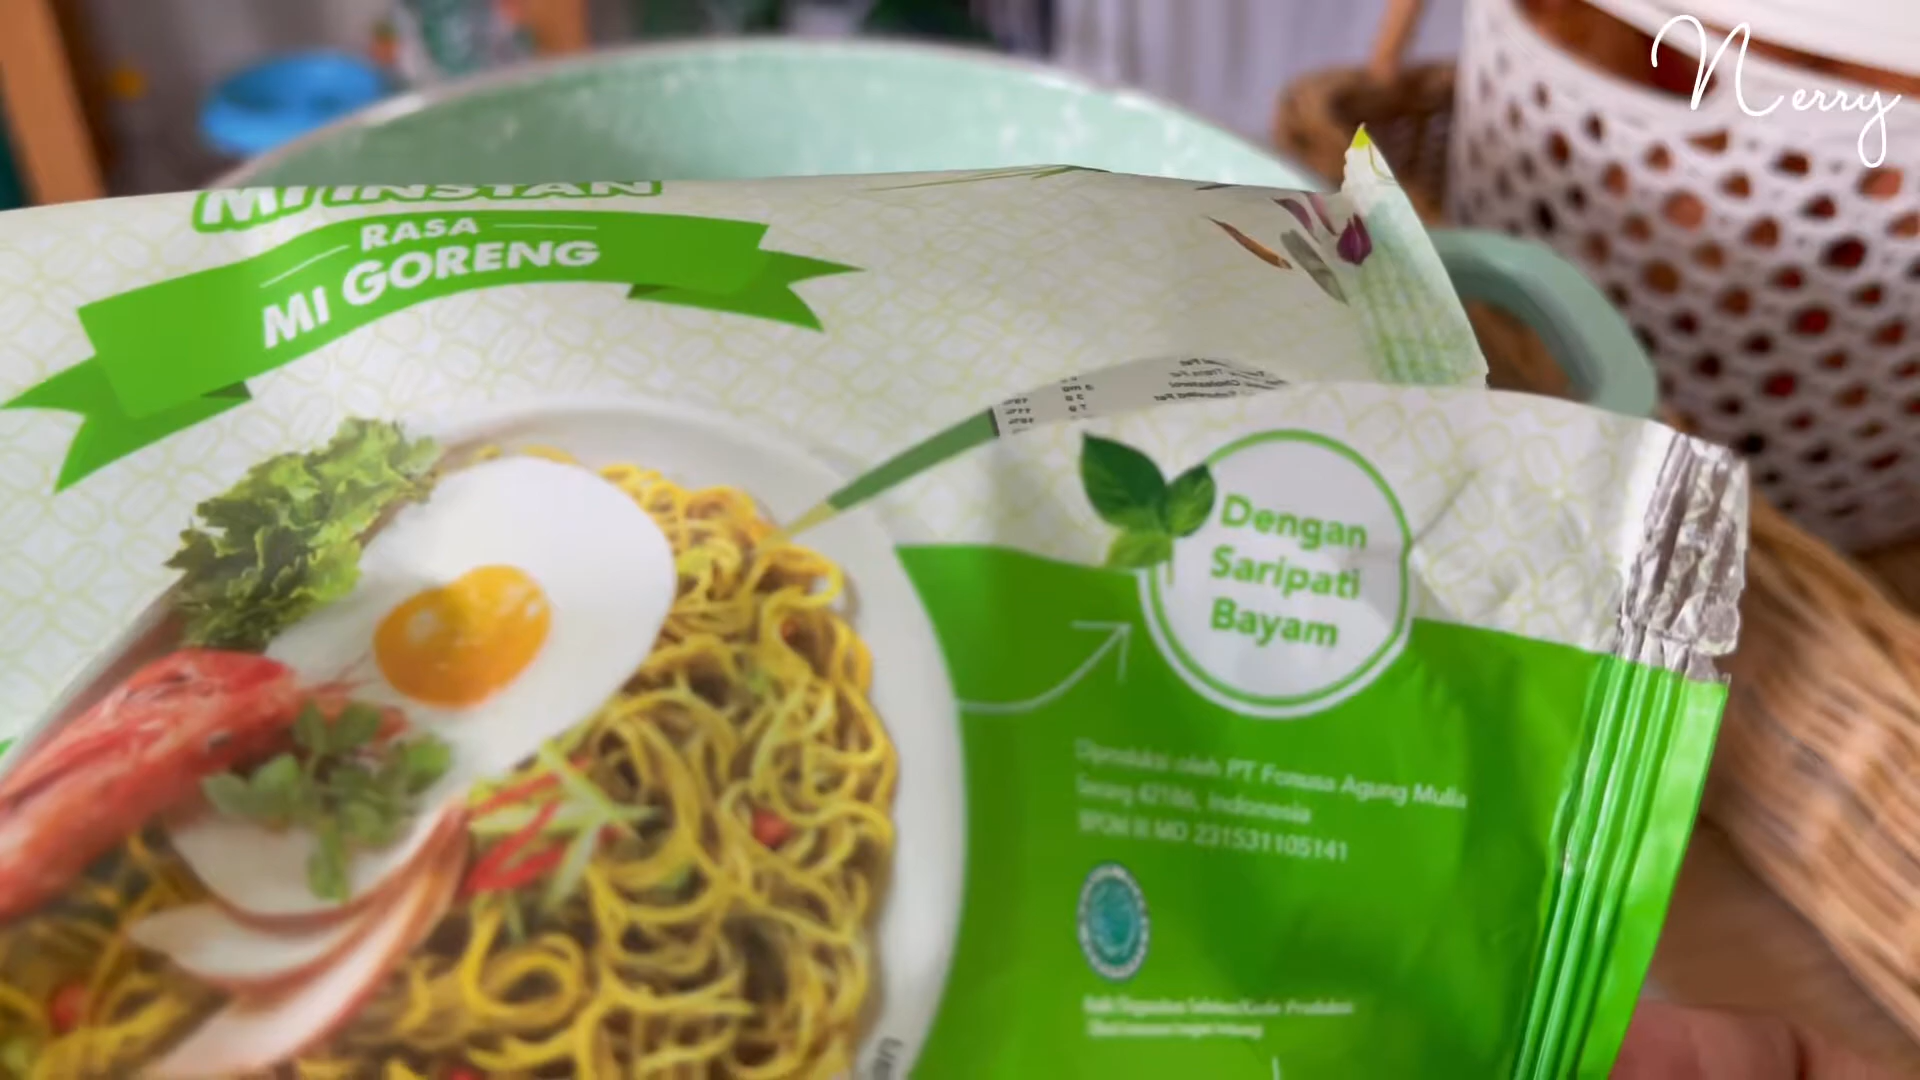 Nerry
MI INSTAN
RASA
MI GORENG
Dengan
Saripati
Bayam
Diproduksi oleh PT Fonusa Agung Mulia
Serang 42186, Indonesia
BPOM RI MD 231531105141